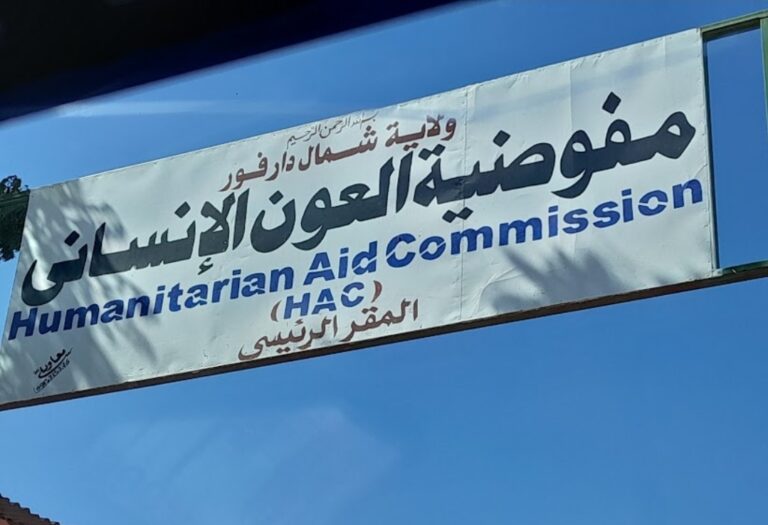 بسم الله الرحمن الرحيم
ولاية شمال دارفور
مفوضية العون الإنساني
Humanitarian Aid Commission
(HAC)
المقر الرئيسي